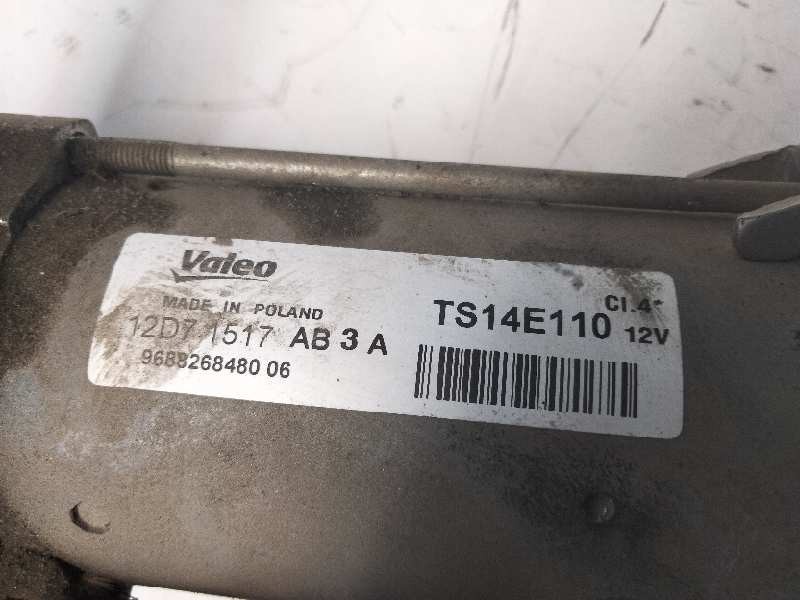 Valeo
MADE IN POLAND
12D7 1517 AB 3 A
9688268480 06
TS14E110
Cl.4*
12V